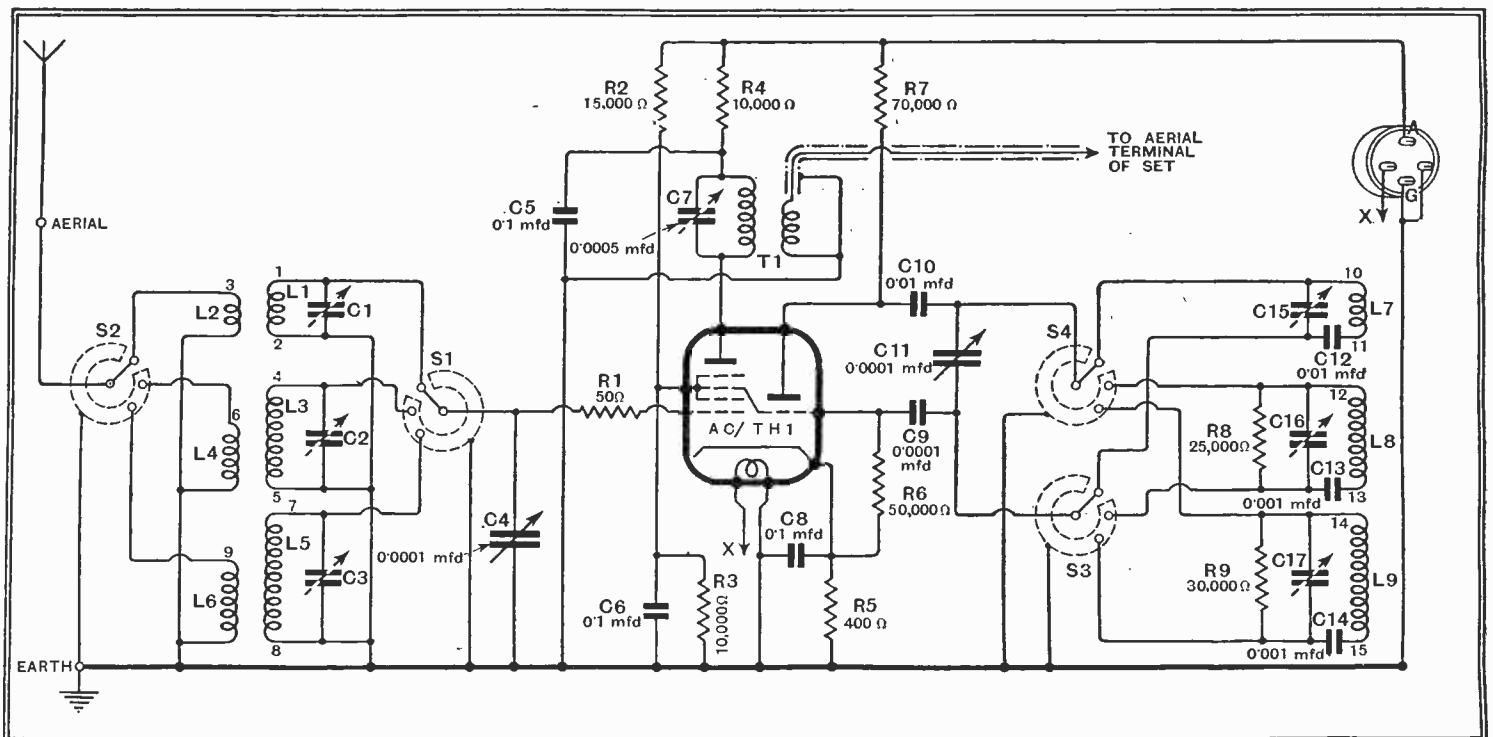 AERIAL
S2
3
L2
L4
6
9
L6
EARTH
1
L1
C1
2
4
L3
C2
5
7
L5
C3
8
S1
C4
0.0001 mfd
R1
50Ω
C5
0.1 mfd
R2
15,000 Ω
R4
10,000 Ω
C7
0.0005 mfd
T1
R7
70,000 Ω
TO AERIAL
TERMINAL
OF SET
AC/TH1
X
C6
0.1 mfd
R3
10,000Ω
C8
0.1 mfd
R5
400 Ω
R6
50,000Ω
C9
0.0001
mfd
C10
0.01 mfd
C11
0.0001 mfd
S4
S3
A
G
X
10
C15
L7
11
C12
0.01 mfd
12
R8
25,000Ω
C16
L8
C13
0.001 mfd
13
14
R9
30,000Ω
C17
L9
C14
0.001 mfd
15